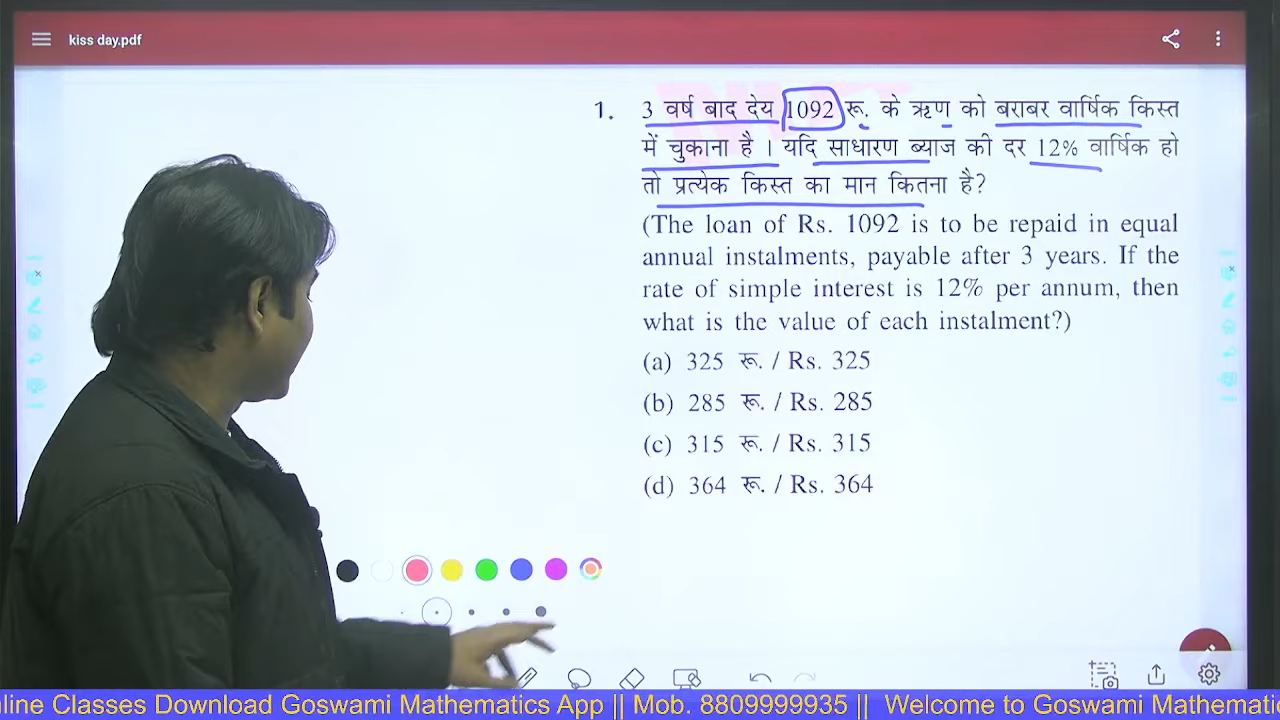 kiss day.pdf
1. 3 वर्ष बाद देय 1092 रू. के ऋण को बराबर वार्षिक किस्त
में चुकाना है । यदि साधारण ब्याज की दर 12% वार्षिक हो
तो प्रत्येक किस्त का मान कितना है?
(The loan of Rs. 1092 is to be repaid in equal
annual instalments, payable after 3 years. If the
rate of simple interest is 12% per annum, then
what is the value of each instalment?)
(a) 325 रू. / Rs. 325
(b) 285 रू. / Rs. 285
(c) 315 रू. / Rs. 315
(d) 364 रू. / Rs. 364
Classes Download Goswami Mathematics App || Mob. 8809999935 || Welcome to Goswami